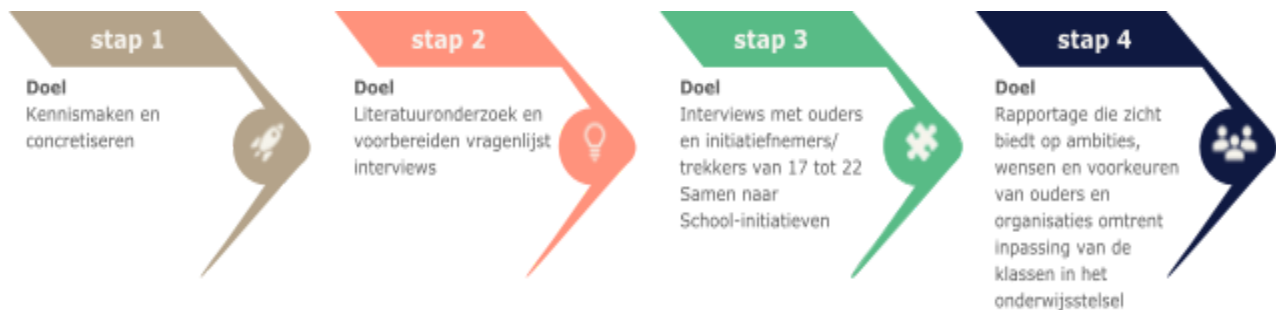 stap 1
Doel
Kennismaken en
concretiseren
stap 2
Doel
Literatuuronderzoek en
voorbereiden vragenlijst
interviews
stap 3
Doel
Interviews met ouders
en initiatiefnemers/
trekkers van 17 tot 22
Samen naar
School-initiatieven
stap 4
Doel
Rapportage die zicht
biedt op ambities,
wensen en voorkeuren
van ouders en
organisaties omtrent
inpassing van de
klassen in het
onderwijsstelsel